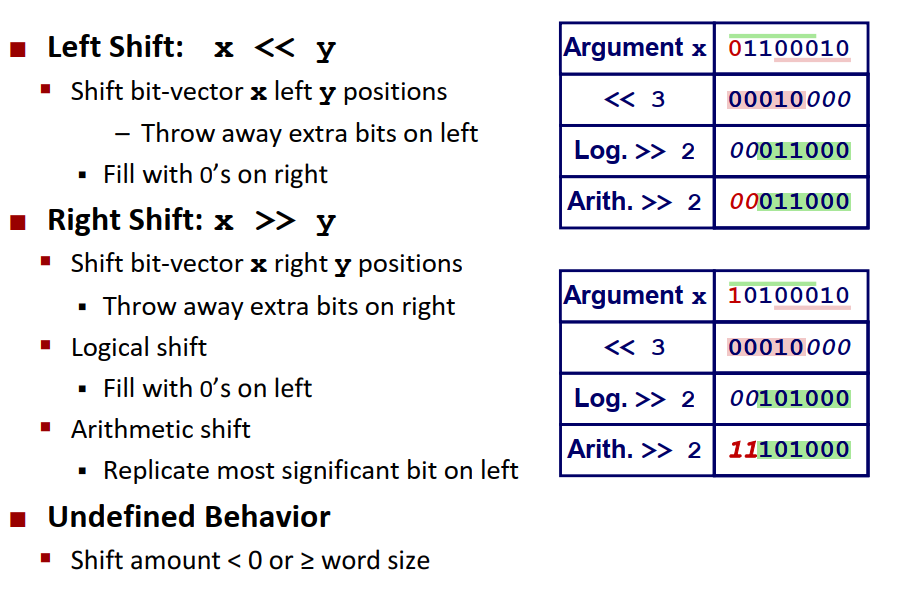 Left Shift: x << y
Shift bit-vector x left y positions
– Throw away extra bits on left
Fill with 0's on right
Right Shift: x >> y
Shift bit-vector x right y positions
Throw away extra bits on right
Logical shift
Fill with 0's on left
Arithmetic shift
Replicate most significant bit on left
Undefined Behavior
Shift amount < 0 or ≥ word size
Argument x 01100010
<< 3 00010000
Log. >> 2 00011000
Arith. >> 2 00011000
Argument x 10100010
<< 3 00010000
Log. >> 2 00101000
Arith. >> 2 11101000